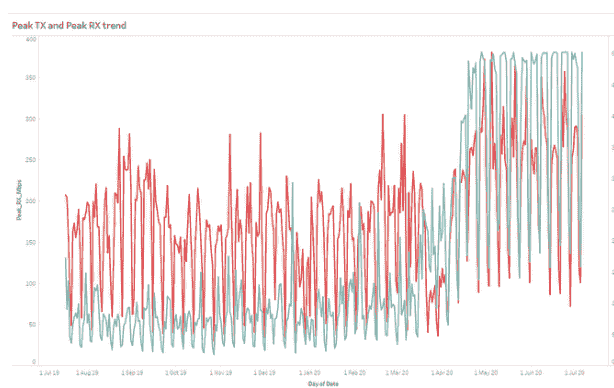 Peak TX and Peak RX trend
400
350
300
250
200
150
100
50
0
Peak_RX_Mbps
1 Jul 19
1 Aug 19
1 Sep 19
1 Oct 19
1 Nov 19
1 Dec 19
1 Jan 20
1 Feb 20
1 Mar 20
1 Apr 20
1 May 20
1 Jun 20
1 Jul 20
Day of Date